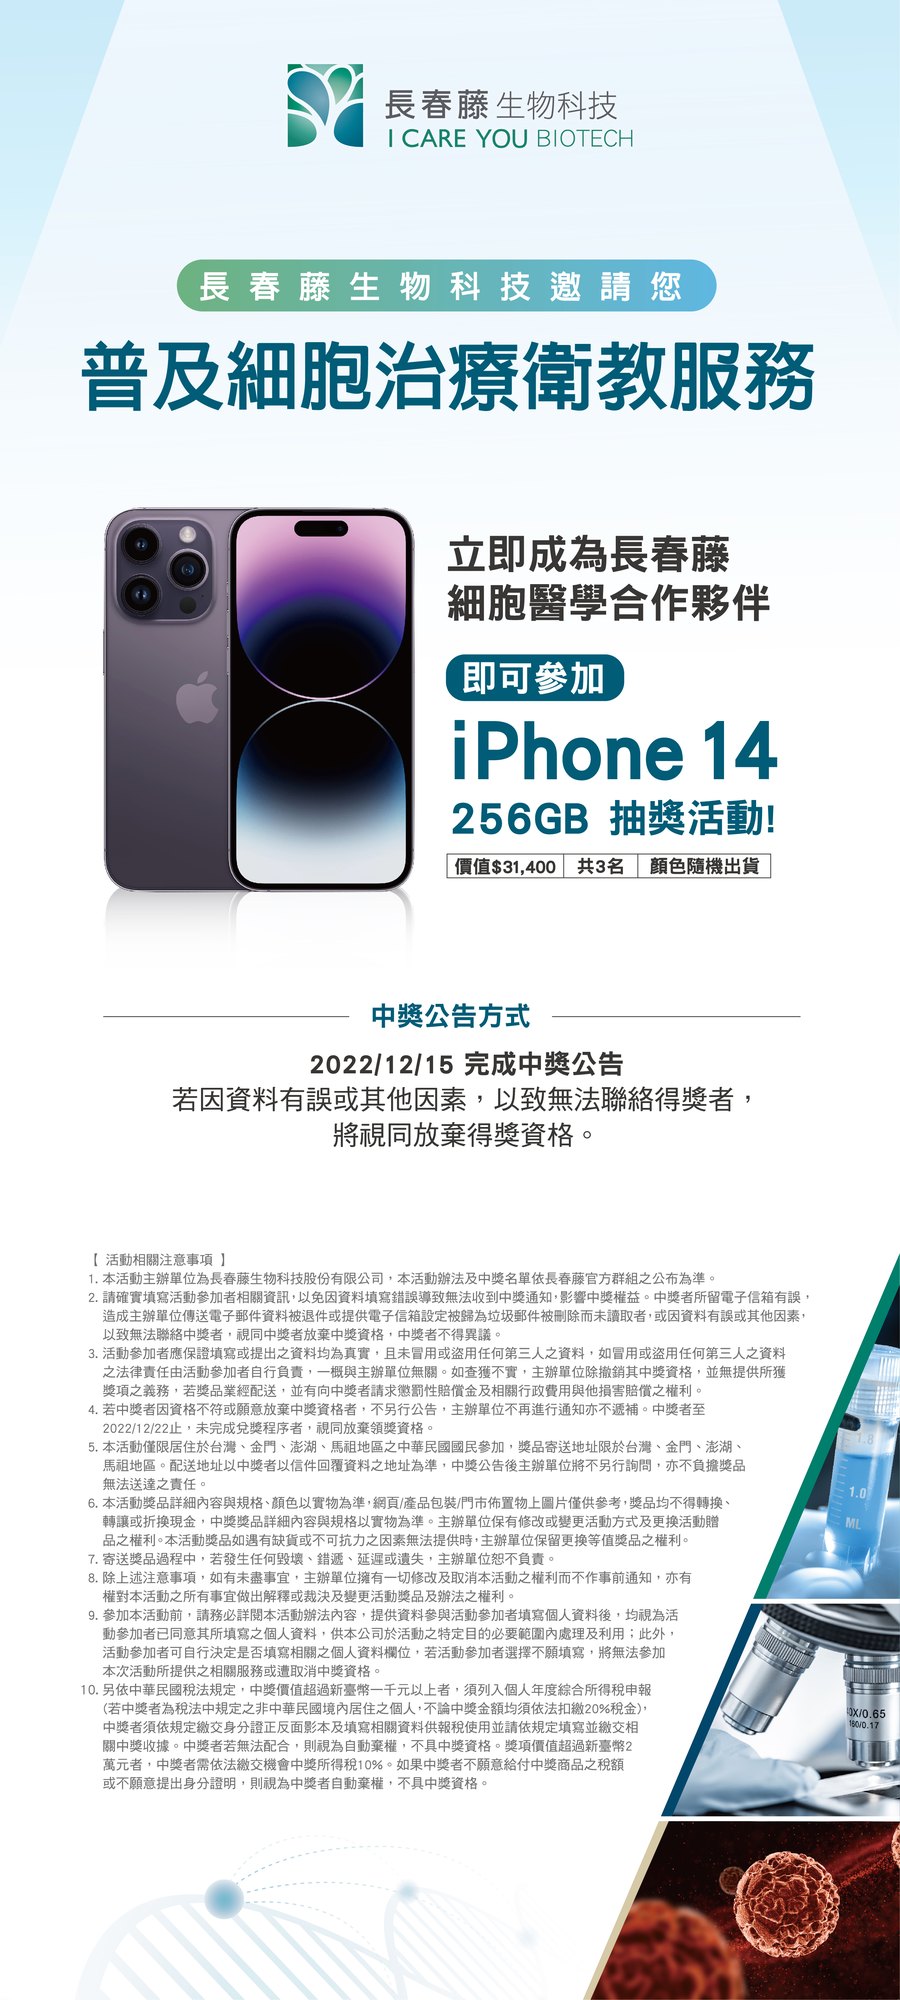 長春藤生物科技
I CARE YOU BIOTECH
長春藤生物科技邀請您
普及細胞治療衛教服務
立即成為長春藤
細胞醫學合作夥伴
即可參加
iPhone 14
256GB 抽獎活動!
價值$31,400 共3名 顏色隨機出貨
中獎公告方式
2022/12/15 完成中獎公告
若因資料有誤或其他因素，以致無法聯絡得獎者，
將視同放棄得獎資格。
【 活動相關注意事項 】
1. 本活動主辦單位為長春藤生物科技股份有限公司，本活動辦法及中獎名單依長春藤官方群組之公布為準。
2. 請確實填寫活動參加者相關資訊，以免因資料填寫錯誤導致無法收到中獎通知，影響中獎權益。中獎者所留電子信箱有誤，
造成主辦單位傳送電子郵件資料被退件或提供電子信箱設定被歸為垃圾郵件被刪除而未讀取者，或因資料有誤或其他因素，
以致無法聯絡中獎者，視同中獎者放棄中獎資格，中獎者不得異議。
3. 活動參加者應保證填寫或提出之資料均為真實，且未冒用或盜用任何第三人之資料，如冒用或盜用任何第三人之資料
之法律責任由活動參加者自行負責，一概與主辦單位無關。如查獲不實，主辦單位除撤銷其中獎資格，並無提供所獲
獎項之義務，若獎品業經配送，並有向中獎者請求懲罰性賠償金及相關行政費用與他損害賠償之權利。
4. 若中獎者因資格不符或願意放棄中獎資格者，不另行公告，主辦單位不再進行通知亦不遞補。中獎者至
2022/12/22止，未完成兌獎程序者，視同放棄領獎資格。
5. 本活動僅限居住於台灣、金門、澎湖、馬祖地區之中華民國國民參加，獎品寄送地址限於台灣、金門、澎湖、
馬祖地區。配送地址以中獎者以信件回覆資料之地址為準，中獎公告後主辦單位將不另行詢問，亦不負擔獎品
無法送達之責任。
6. 本活動獎品詳細內容與規格、顏色以實物為準，網頁/產品包裝/門市佈置物上圖片僅供參考，獎品均不得轉換、
轉讓或折換現金，中獎獎品詳細內容與規格以實物為準。主辦單位保有修改或變更活動方式及更換活動贈
品之權利。本活動獎品如遇有缺貨或不可抗力之因素無法提供時，主辦單位保留更換等值獎品之權利。
7. 寄送獎品過程中，若發生任何毀壞、錯遞、延遲或遺失，主辦單位恕不負責。
8. 除上述注意事項，如有未盡事宜，主辦單位擁有一切修改及取消本活動之權利而不作事前通知，亦有
權對本活動之所有事宜做出解釋或裁決及變更活動獎品及辦法之權利。
9. 參加本活動前，請務必詳閱本活動辦法內容，提供資料參與活動參加者填寫個人資料後，均視為活
動參加者已同意其所填寫之個人資料，供本公司於活動之特定目的必要範圍內處理及利用；此外，
活動參加者可自行決定是否填寫相關之個人資料欄位，若活動參加者選擇不願填寫，將無法參加
本次活動所提供之相關服務或遭取消中獎資格。
10. 另依中華民國稅法規定，中獎價值超過新臺幣一千元以上者，須列入個人年度綜合所得稅申報
(若中獎者為稅法中規定之非中華民國境內居住之個人，不論中獎金額均須依法扣繳20%稅金)，
中獎者須依規定繳交身分證正反面影本及填寫相關資料供報稅使用並請依規定填寫並繳交相
關中獎收據。中獎者若無法配合，則視為自動棄權，不具中獎資格。獎項價值超過新臺幣2
萬元者，中獎者需依法繳交機會中獎所得稅10%。如果中獎者不願意給付中獎商品之稅額
或不願意提出身分證明，則視為中獎者自動棄權，不具中獎資格。
1.8
1.0
ML
0X/0.65
160/0.17